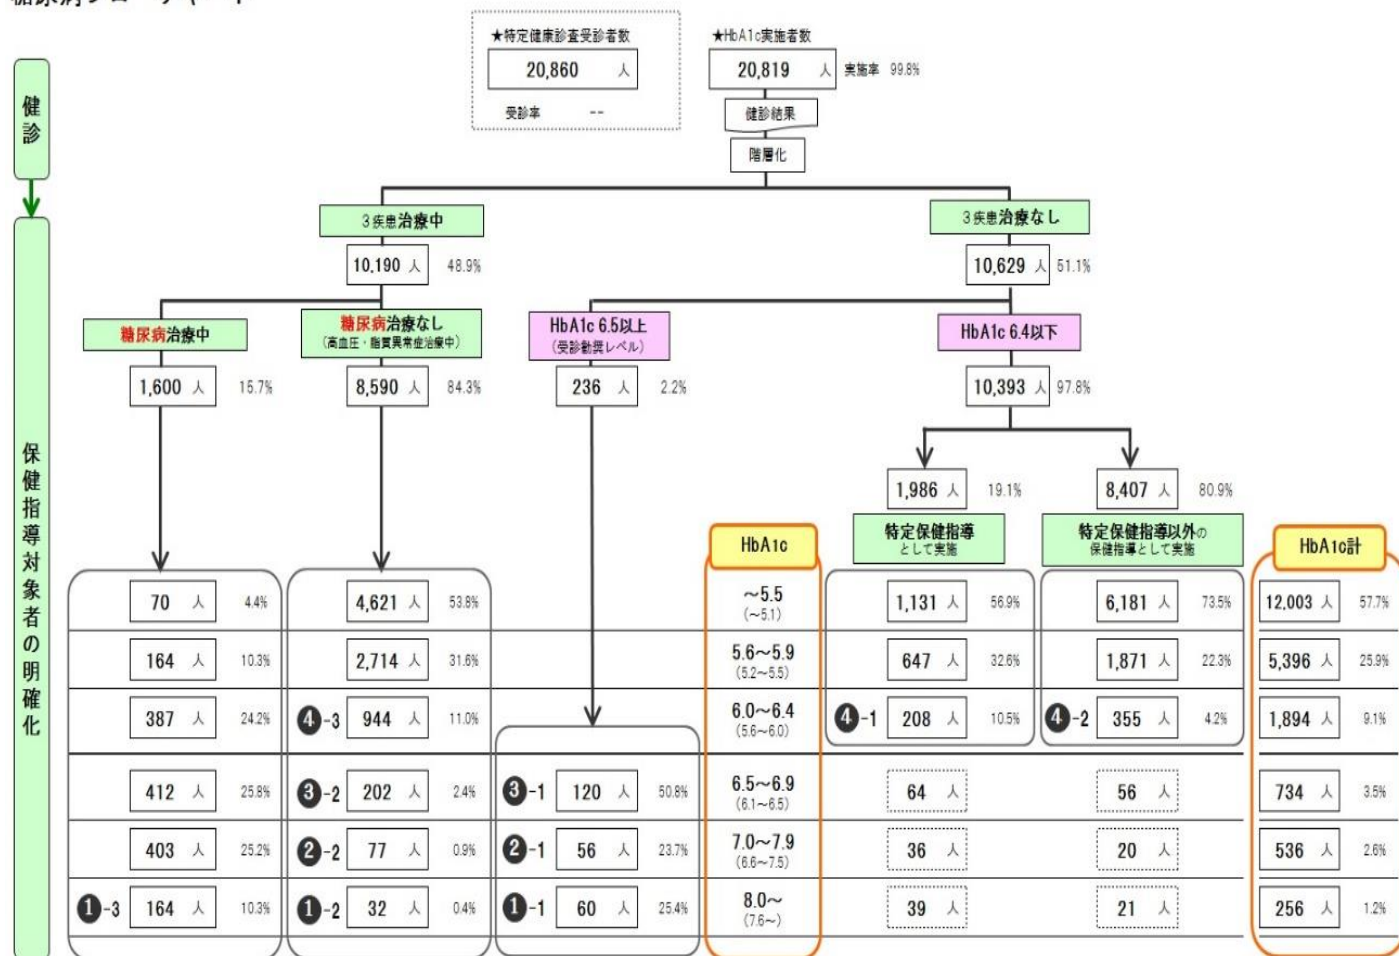 ★特定健康診査受診者数
20,860 人
受診率 --
★HbA1c実施者数
20,819 人 実施率 99.8%
健診結果
階層化
健診
3疾患治療中
10,190 人 48.9%
3疾患治療なし
10,629 人 51.1%
糖尿病治療中
1,600 人 15.7%
糖尿病治療なし
(高血圧・脂質異常症治療中)
8,590 人 84.3%
HbA1c 6.5以上
(受診勧奨レベル)
236 人 2.2%
HbA1c 6.4以下
10,393 人 97.8%
保健指導対象者の明確化
1,986 人 19.1%
特定保健指導
として実施
8,407 人 80.9%
特定保健指導以外の
保健指導として実施
HbA1c
HbA1c計
70 人 4.4%
4,621 人 53.8%
~5.5
(~5.1)
1,131 人 56.9%
6,181 人 73.5%
12,003 人 57.7%
164 人 10.3%
2,714 人 31.6%
5.6~5.9
(5.2~5.5)
647 人 32.6%
1,871 人 22.3%
5,396 人 25.9%
387 人 24.2%
❹-3 944 人 11.0%
6.0~6.4
(5.6~6.0)
❹-1 208 人 10.5%
❹-2 355 人 4.2%
1,894 人 9.1%
412 人 25.8%
❸-2 202 人 2.4%
❸-1 120 人 50.8%
6.5~6.9
(6.1~6.5)
64 人
56 人
734 人 3.5%
403 人 25.2%
❷-2 77 人 0.9%
❷-1 56 人 23.7%
7.0~7.9
(6.6~7.5)
36 人
20 人
536 人 2.6%
❶-3 164 人 10.3%
❶-2 32 人 0.4%
❶-1 60 人 25.4%
8.0~
(7.6~)
39 人
21 人
256 人 1.2%